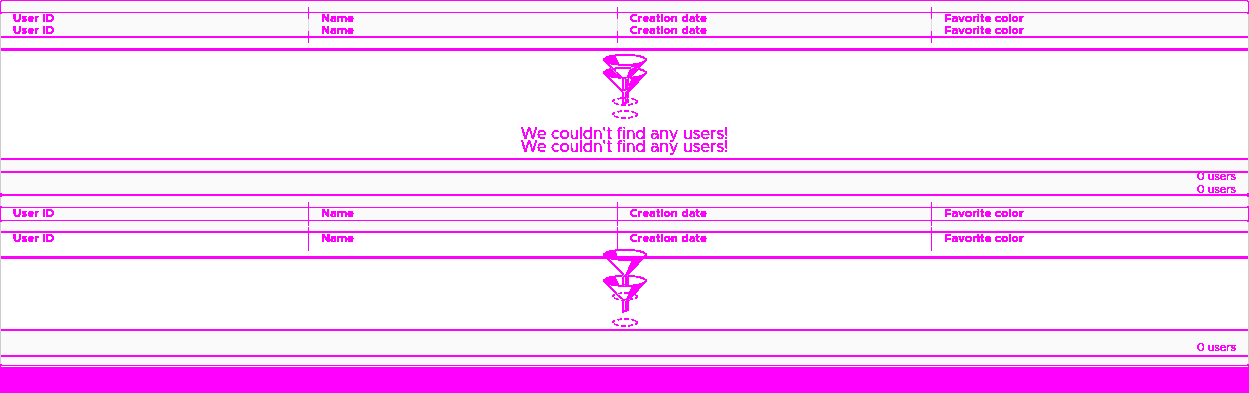 User ID Name Creation date Favorite color
User ID Name Creation date Favorite color
We couldn't find any users!
We couldn't find any users!
0 users
0 users
User ID Name Creation date Favorite color
User ID Name Creation date Favorite color
0 users